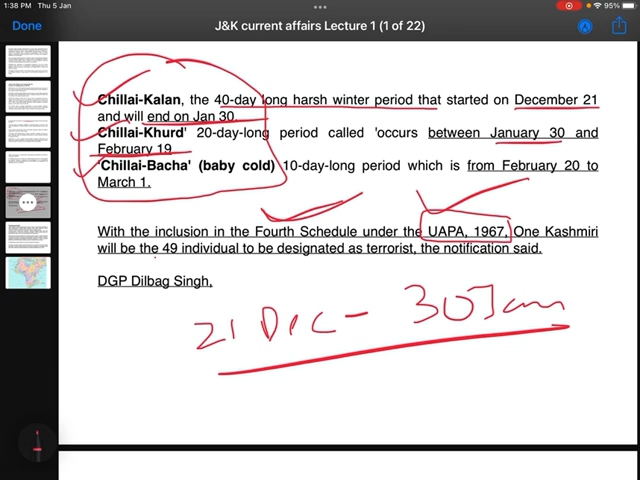 1:38 PM Thu 5 Jan
95%
Done
J&K current affairs Lecture 1 (1 of 22)
Chillai-Kalan, the 40-day long harsh winter period that started on December 21
and will end on Jan 30.
Chillai-Khurd' 20-day-long period called 'occurs between January 30 and
February 19
'Chillai-Bacha' (baby cold) 10-day-long period which is from February 20 to
March 1.
With the inclusion in the Fourth Schedule under the UAPA, 1967, One Kashmiri
will be the 49 individual to be designated as terrorist, the notification said.
DGP Dilbag Singh,
21 Dec - 30 Jan